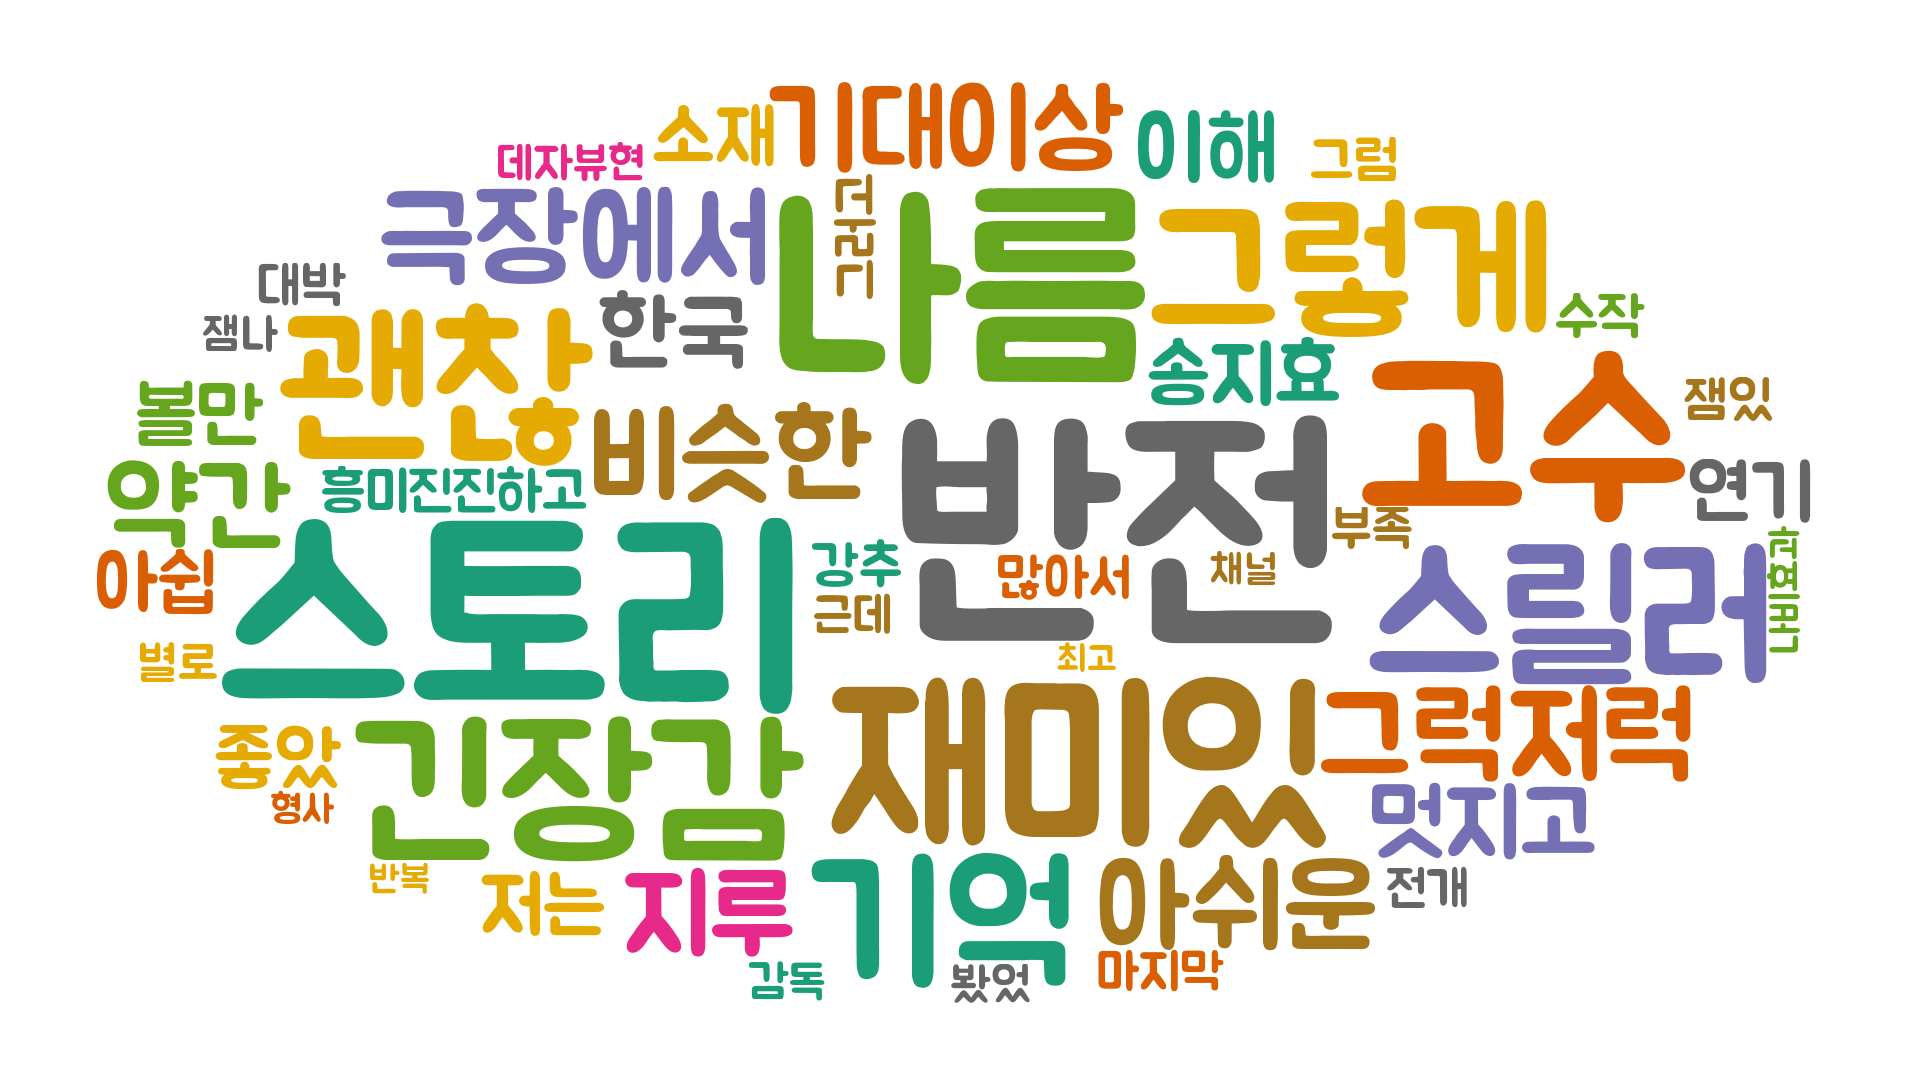 기대이상
소재
이해
그럼
데자뷰현
극장에서
나름
그렇게
대박
한국
수작
잼나
괜찮
송지효
고수
잼있
볼만
비슷한
반전
약간
흥미진진하고
연기
부족
스토리
강추
많아서
채널
스릴러
아쉽
근데
별로
최고
재미있
그럭저럭
좋았
긴장감
형사
멋지고
반복
저는
지루
기억
아쉬운
전개
감독
봤었
마지막